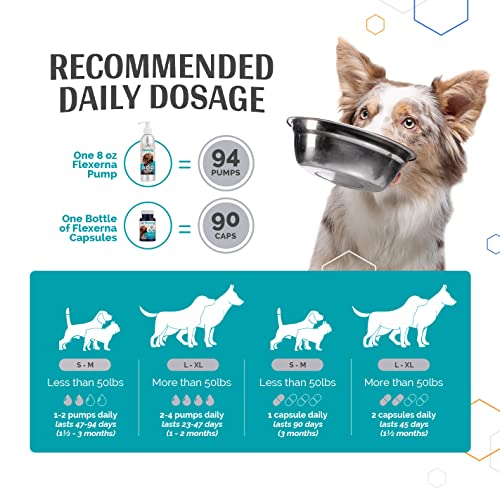 RECOMMENDED
DAILY DOSAGE
One 8 oz
Flexerna
Pump
=
94
PUMPS
One Bottle
of Flexerna
Capsules
=
90
CAPS
S - M
Less than 50lbs
1-2 pumps daily
lasts 47-94 days
(1½ - 3 months)
L - XL
More than 50lbs
2-4 pumps daily
lasts 23-47 days
(1 - 2 months)
S - M
Less than 50lbs
1 capsule daily
lasts 90 days
(3 months)
L - XL
More than 50lbs
2 capsules daily
lasts 45 days
(1½ months)